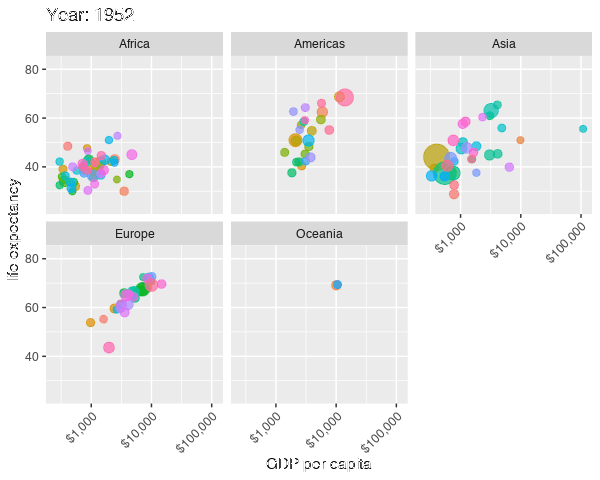 Year: 1952
Africa
Americas
Asia
80
60
40
life expectancy
Europe
Oceania
80
60
40
$1,000
$10,000
$100,000
$1,000
$10,000
$100,000
$1,000
$10,000
$100,000
GDP per capita